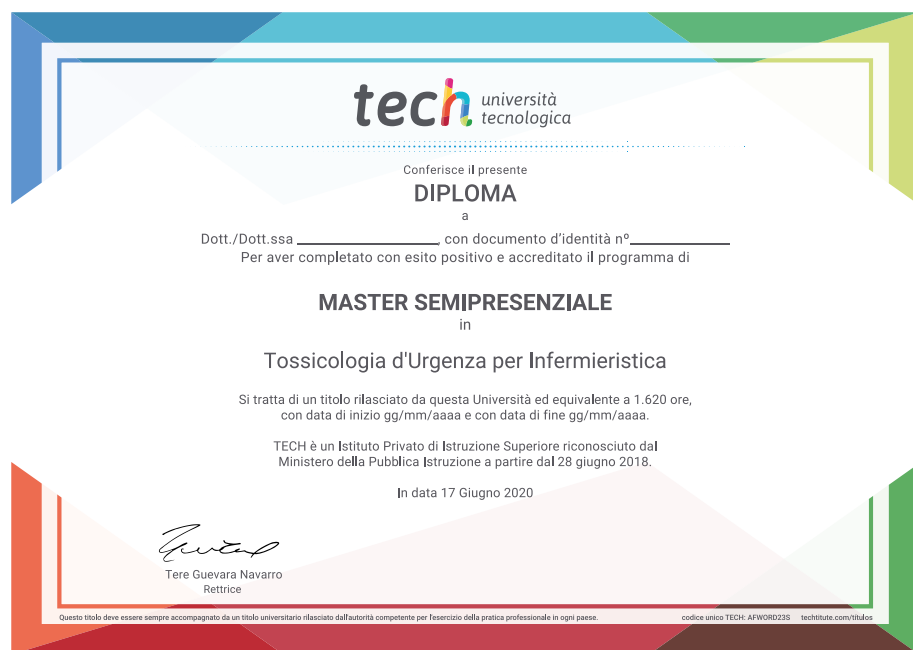 tech università
tecnologica
Conferisce il presente
DIPLOMA
a
Dott./Dott.ssa ____________________, con documento d'identità nº______________
Per aver completato con esito positivo e accreditato il programma di
MASTER SEMIPRESENZIALE
in
Tossicologia d'Urgenza per Infermieristica
Si tratta di un titolo rilasciato da questa Università ed equivalente a 1.620 ore,
con data di inizio gg/mm/aaaa e con data di fine gg/mm/aaaa.
TECH è un Istituto Privato di Istruzione Superiore riconosciuto dal
Ministero della Pubblica Istruzione a partire dal 28 giugno 2018.
In data 17 Giugno 2020
Tere Guevara Navarro
Rettrice
Questo titolo deve essere sempre accompagnato da un titolo universitario rilasciato dall'autorità competente per l'esercizio della pratica professionale in ogni paese. codice unico TECH: AFWORD23S techtitute.com/titulos